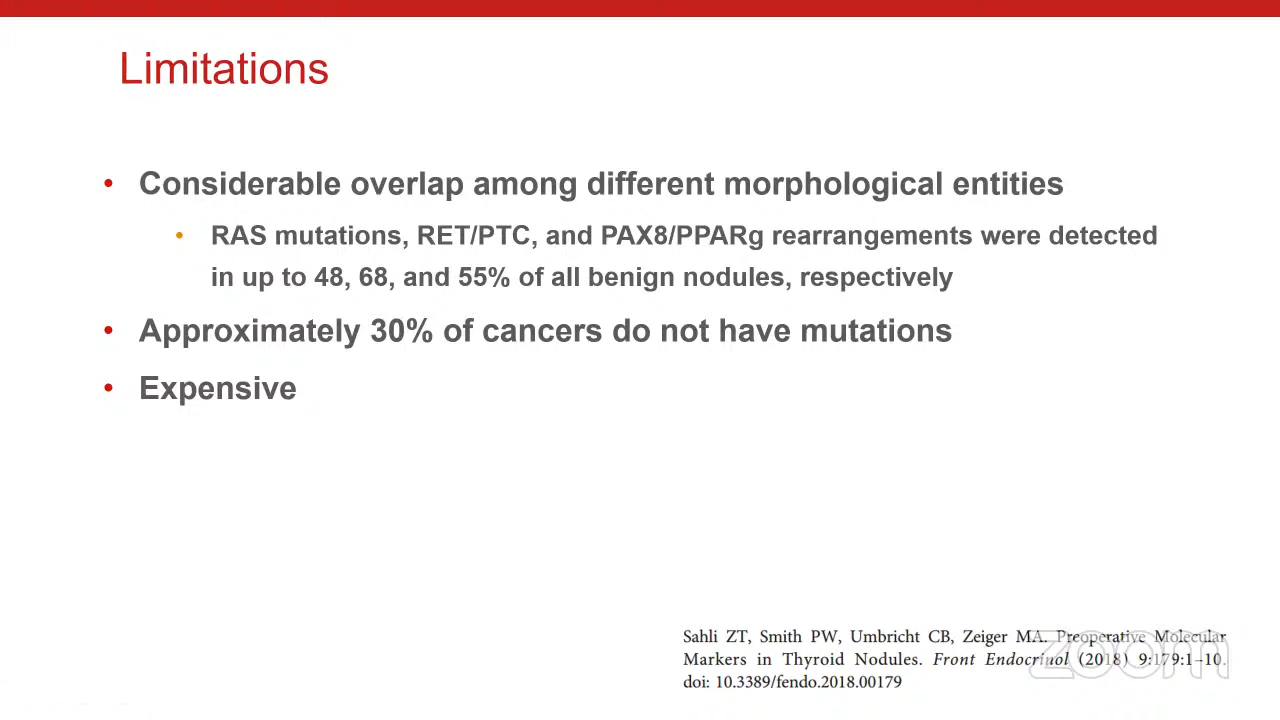 Limitations
• Considerable overlap among different morphological entities
• RAS mutations, RET/PTC, and PAX8/PPARg rearrangements were detected
in up to 48, 68, and 55% of all benign nodules, respectively
• Approximately 30% of cancers do not have mutations
• Expensive
Sahli ZT, Smith PW, Umbricht CB, Zeiger MA. Preoperative Molecular
Markers in Thyroid Nodules. Front Endocrinol (2018) 9:179:1–10.
doi: 10.3389/fendo.2018.00179
zoom